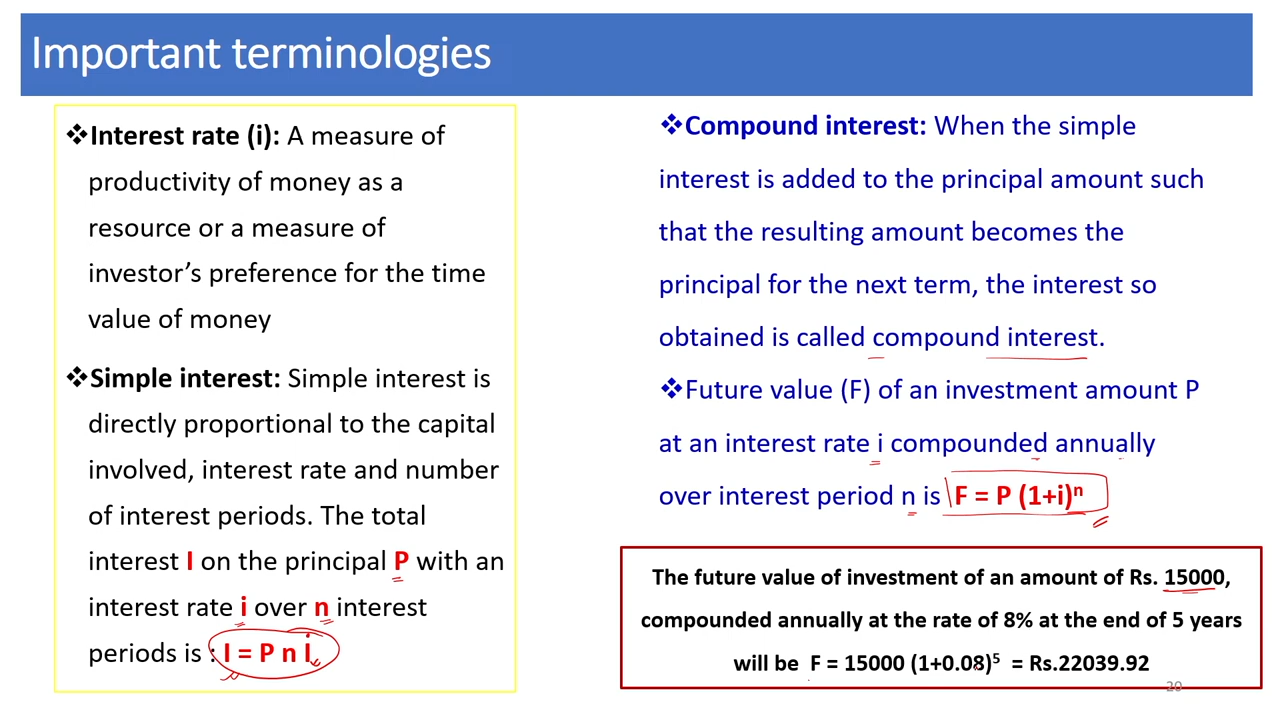 Important terminologies
❖Interest rate (i): A measure of
productivity of money as a
resource or a measure of
investor’s preference for the time
value of money
❖Simple interest: Simple interest is
directly proportional to the capital
involved, interest rate and number
of interest periods. The total
interest I on the principal P with an
interest rate i over n interest
periods is : I = P n i
❖Compound interest: When the simple
interest is added to the principal amount such
that the resulting amount becomes the
principal for the next term, the interest so
obtained is called compound interest.
❖Future value (F) of an investment amount P
at an interest rate i compounded annually
over interest period n is F = P (1+i)ⁿ
The future value of investment of an amount of Rs. 15000,
compounded annually at the rate of 8% at the end of 5 years
will be F = 15000 (1+0.08)⁵ = Rs.22039.92
20